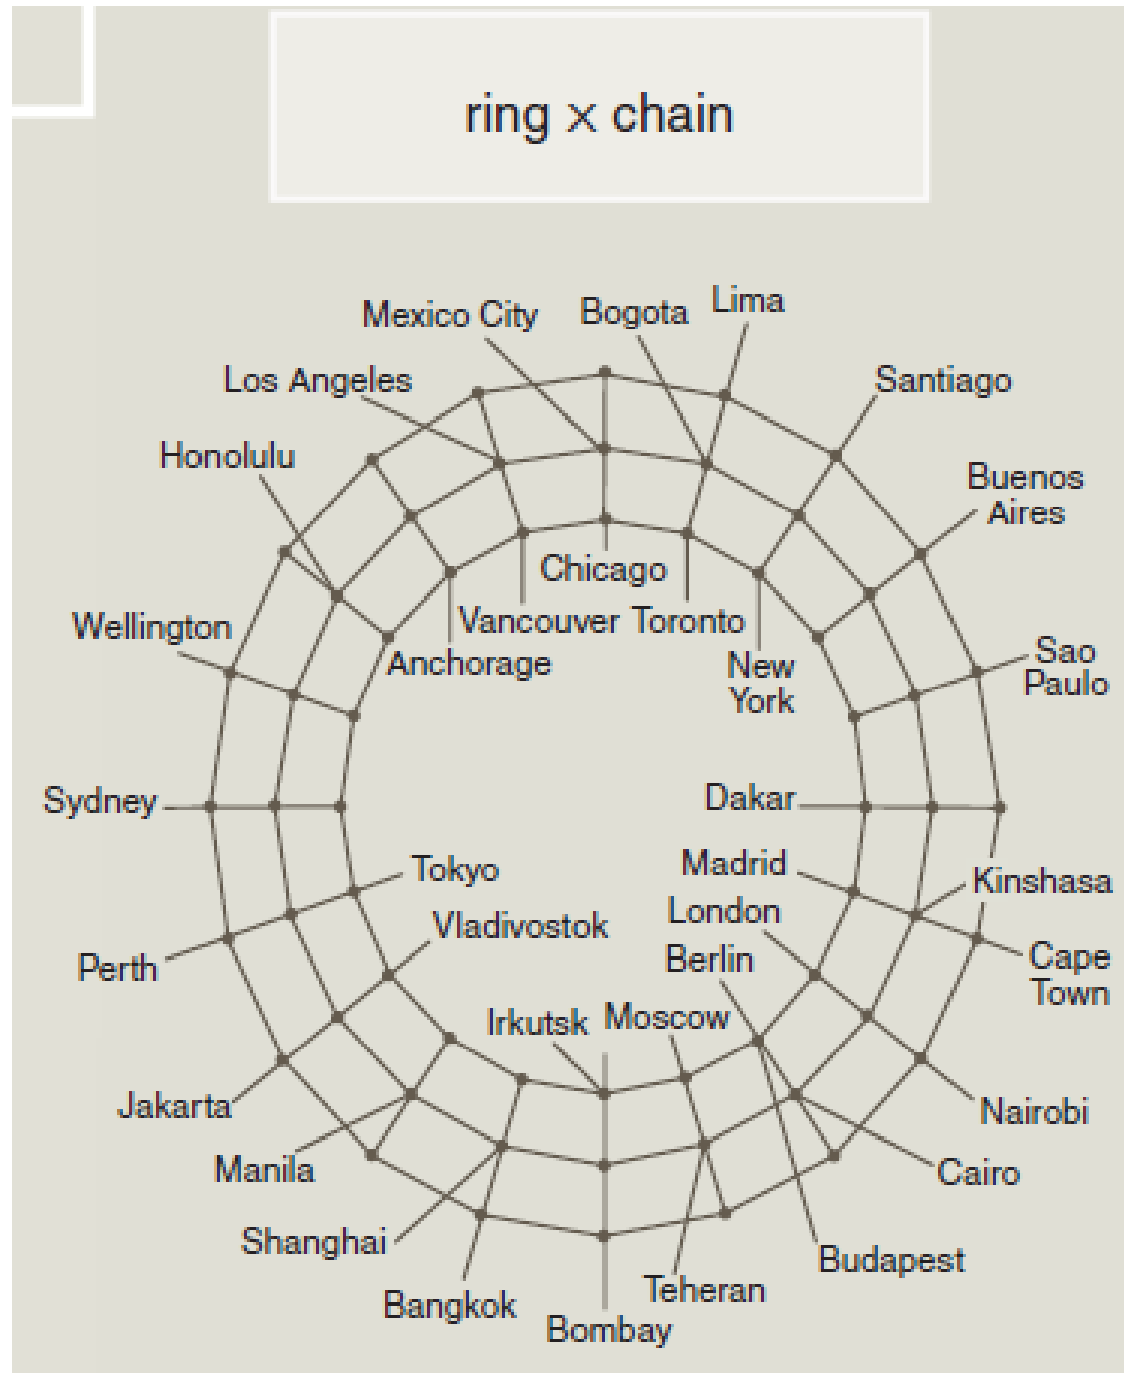 ring x chain
Lima
Bogota
Mexico City
Los Angeles
Santiago
Honolulu
Buenos
Aires
Chicago
Vancouver
Toronto
Wellington
Anchorage
New
York
Sao
Paulo
Sydney
Dakar
Tokyo
Madrid
Kinshasa
Vladivostok
London
Perth
Berlin
Cape
Town
Irkutsk
Moscow
Jakarta
Nairobi
Manila
Cairo
Shanghai
Budapest
Bangkok
Teheran
Bombay